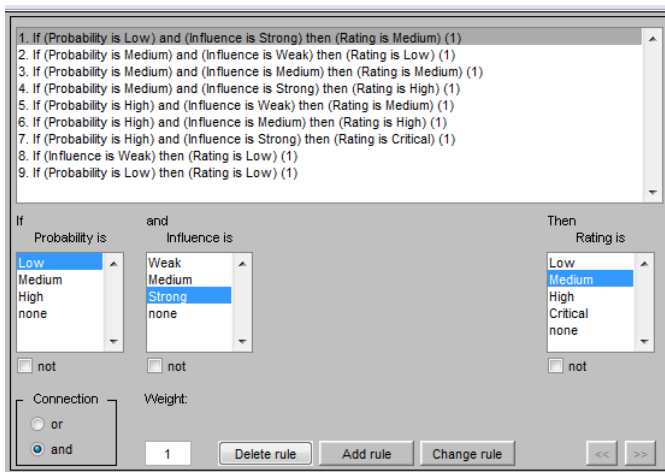 1. If (Probability is Low) and (Influence is Strong) then (Rating is Medium) (1)
2. If (Probability is Medium) and (Influence is Weak) then (Rating is Low) (1)
3. If (Probability is Medium) and (Influence is Medium) then (Rating is Medium) (1)
4. If (Probability is Medium) and (Influence is Strong) then (Rating is High) (1)
5. If (Probability is High) and (Influence is Weak) then (Rating is Medium) (1)
6. If (Probability is High) and (Influence is Medium) then (Rating is High) (1)
7. If (Probability is High) and (Influence is Strong) then (Rating is Critical) (1)
8. If (Influence is Weak) then (Rating is Low) (1)
9. If (Probability is Low) then (Rating is Low) (1)
If and Then
Probability is Influence is Rating is
Low Weak Low
Medium Medium Medium
High Strong High
none none Critical
none
not not not
Connection Weight:
or
and 1 Delete rule Add rule Change rule << >>